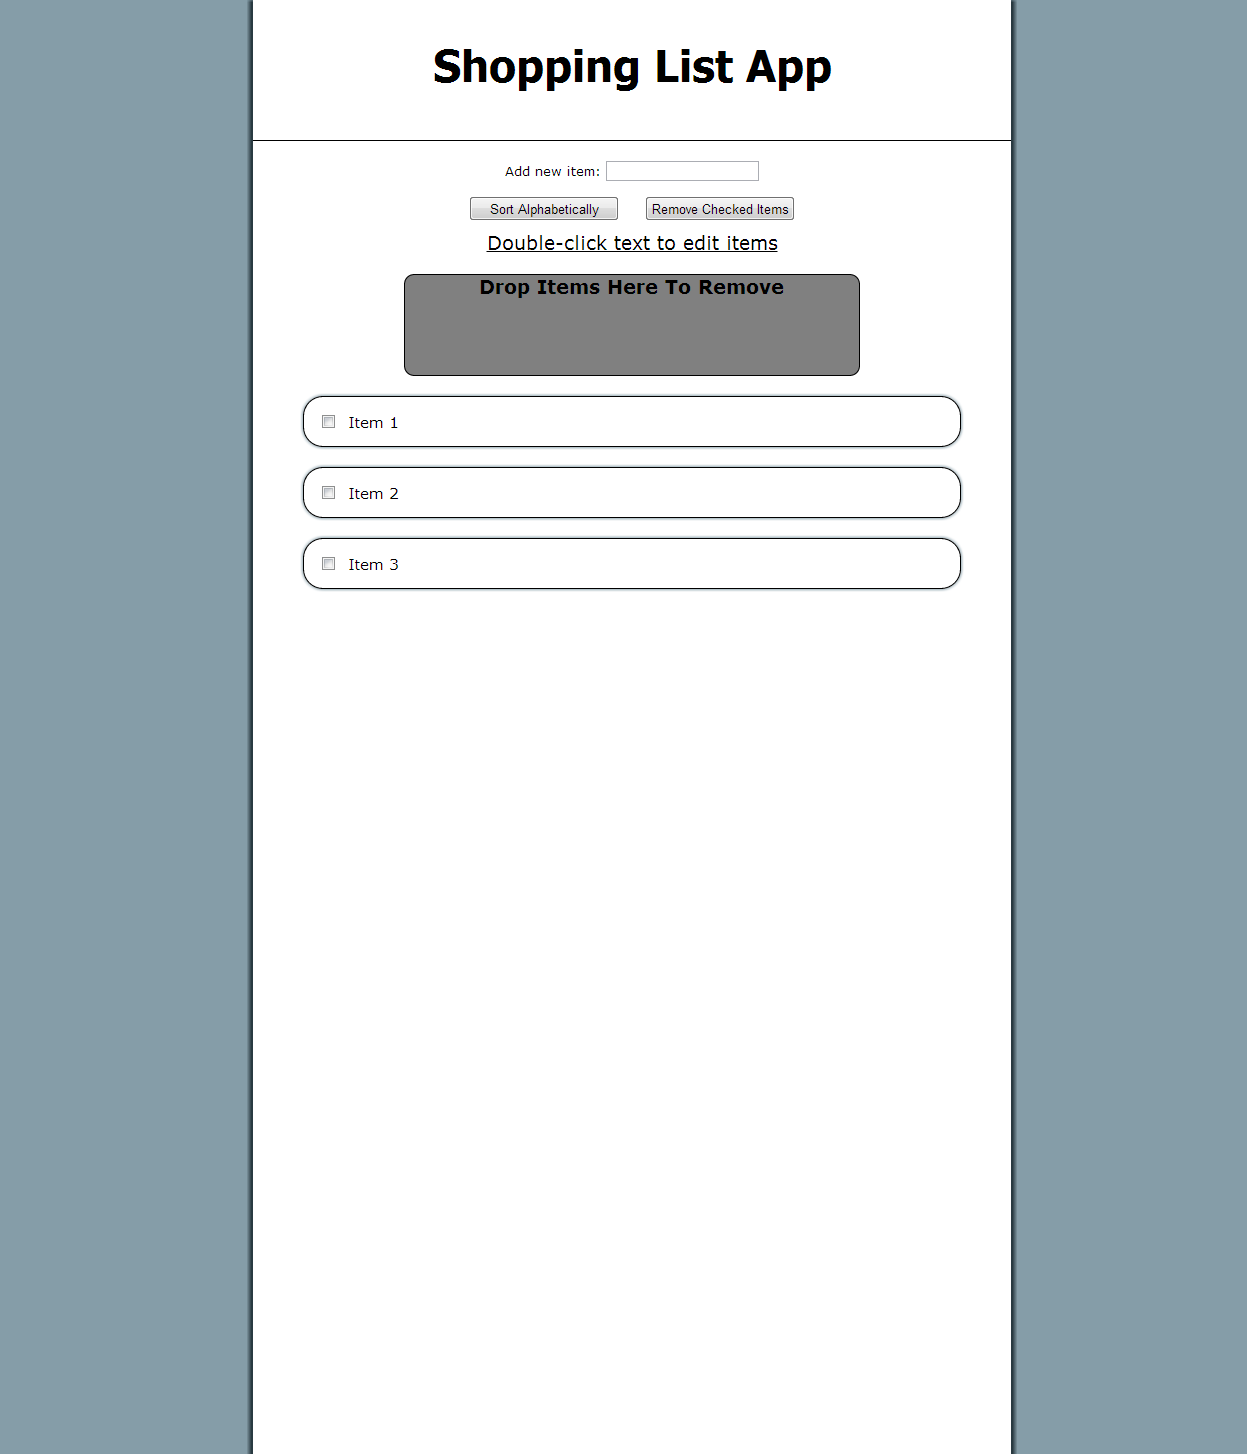 Shopping List App
Add new item:
Sort Alphabetically Remove Checked Items
Double-click text to edit items
Drop Items Here To Remove
Item 1
Item 2
Item 3